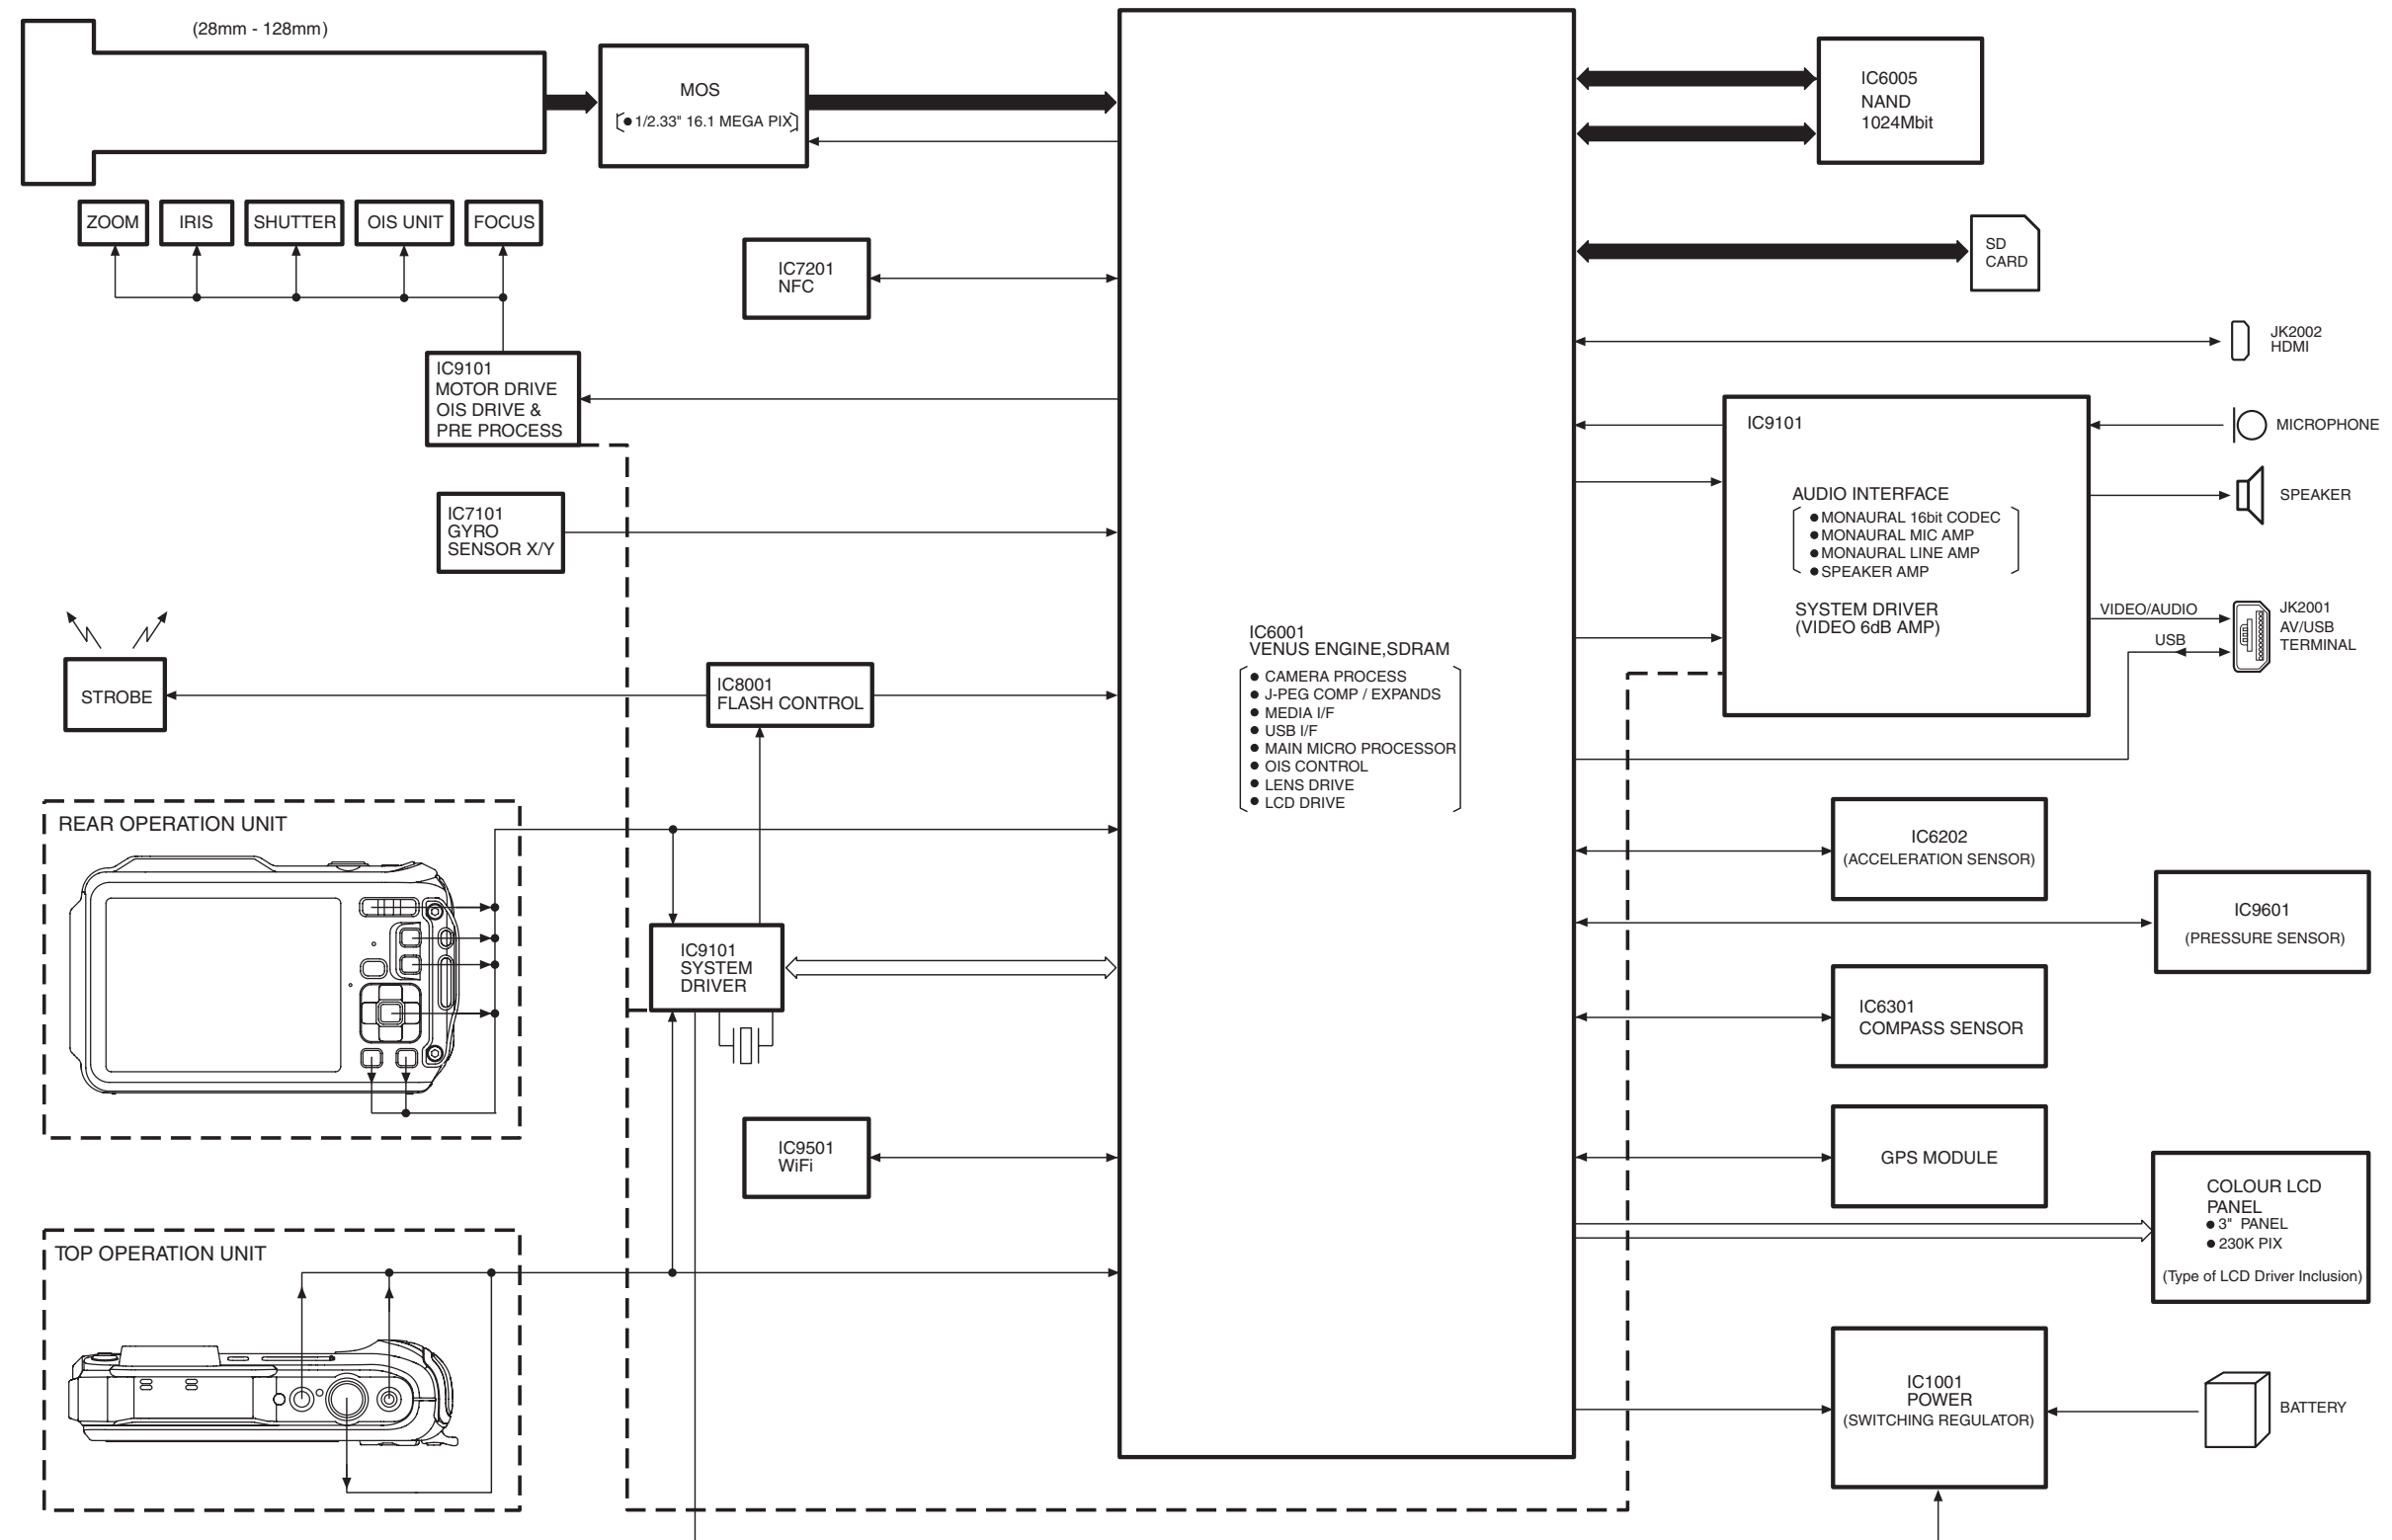 (28mm - 128mm)
MOS
● 1/2.33" 16.1 MEGA PIX
IC6005
NAND
1024Mbit
ZOOM
IRIS
SHUTTER
OIS UNIT
FOCUS
IC7201
NFC
SD
CARD
JK2002
HDMI
IC9101
MOTOR DRIVE
OIS DRIVE &
PRE PROCESS
IC9101
AUDIO INTERFACE
● MONAURAL 16bit CODEC
● MONAURAL MIC AMP
● MONAURAL LINE AMP
● SPEAKER AMP
SYSTEM DRIVER
(VIDEO 6dB AMP)
MICROPHONE
SPEAKER
VIDEO/AUDIO
USB
JK2001
AV/USB
TERMINAL
IC7101
GYRO
SENSOR X/Y
STROBE
IC8001
FLASH CONTROL
IC6001
VENUS ENGINE,SDRAM
● CAMERA PROCESS
● J-PEG COMP / EXPANDS
● MEDIA I/F
● USB I/F
● MAIN MICRO PROCESSOR
● OIS CONTROL
● LENS DRIVE
● LCD DRIVE
REAR OPERATION UNIT
IC9101
SYSTEM
DRIVER
IC6202
(ACCELERATION SENSOR)
IC9601
(PRESSURE SENSOR)
IC6301
COMPASS SENSOR
IC9501
WiFi
GPS MODULE
COLOUR LCD
PANEL
● 3" PANEL
● 230K PIX
(Type of LCD Driver Inclusion)
TOP OPERATION UNIT
IC1001
POWER
(SWITCHING REGULATOR)
BATTERY